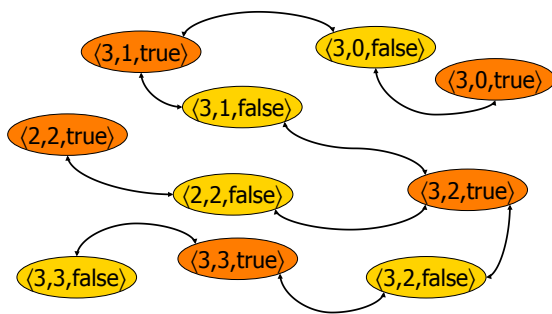 ⟨3,1,true⟩
⟨3,0,false⟩
⟨3,0,true⟩
⟨3,1,false⟩
⟨2,2,true⟩
⟨2,2,false⟩
⟨3,2,true⟩
⟨3,3,false⟩
⟨3,3,true⟩
⟨3,2,false⟩